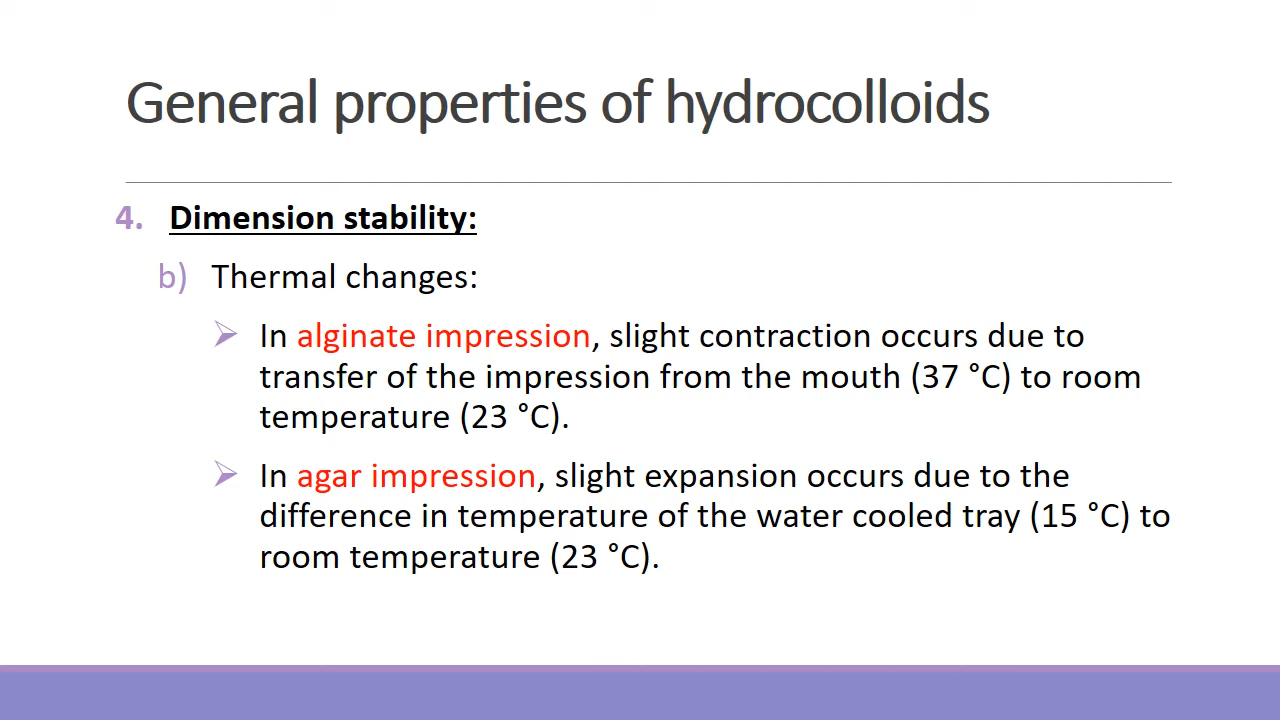 General properties of hydrocolloids
4. Dimension stability:
b) Thermal changes:
In alginate impression, slight contraction occurs due to
transfer of the impression from the mouth (37 °C) to room
temperature (23 °C).
In agar impression, slight expansion occurs due to the
difference in temperature of the water cooled tray (15 °C) to
room temperature (23 °C).